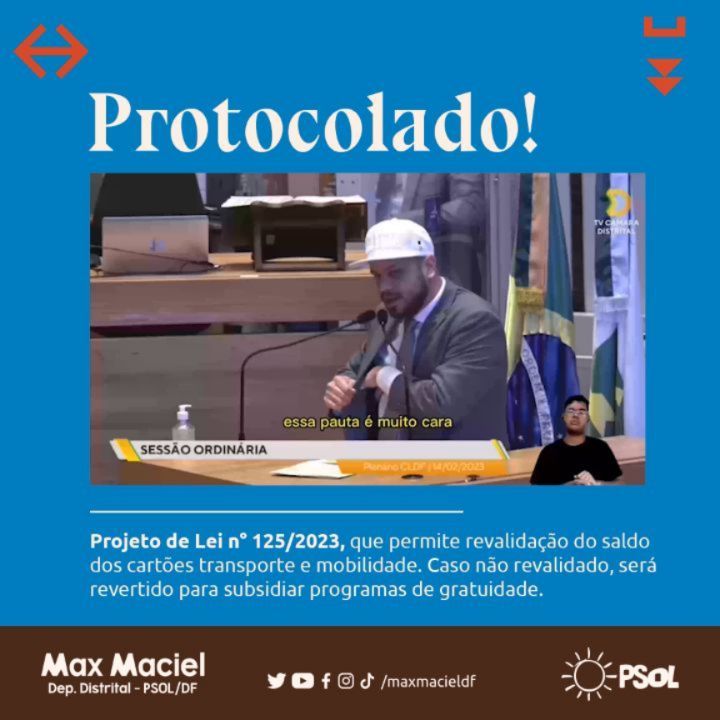 Protocolado!
TV CÂMARA
DISTRITAL
essa pauta é muito cara
SESSÃO ORDINÁRIA
Plenário CLDF | 14/02/2023
Projeto de Lei n° 125/2023, que permite revalidação do saldo
dos cartões transporte e mobilidade. Caso não revalidado, será
revertido para subsidiar programas de gratuidade.
Max Maciel
Dep. Distrital - PSOL/DF
/maxmacieldf
PSOL